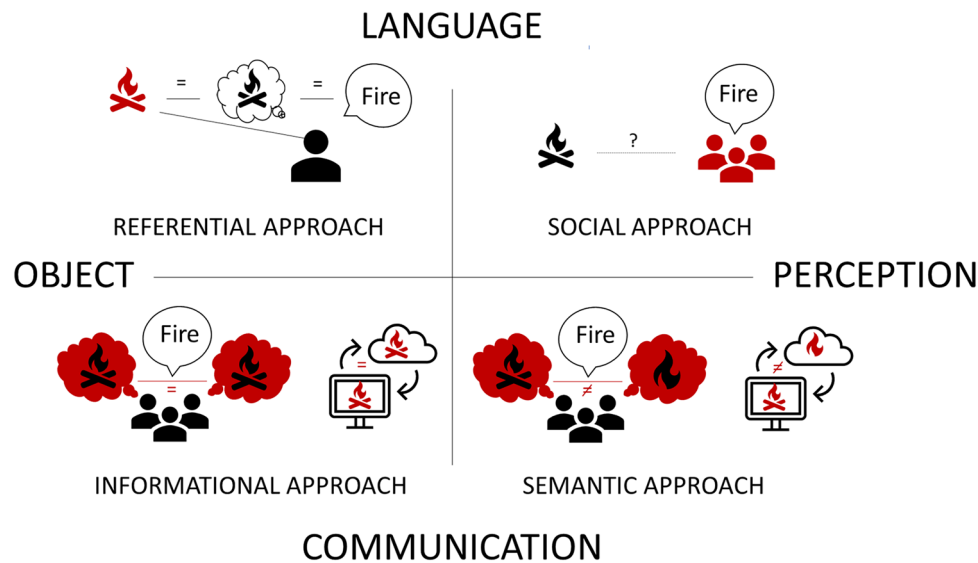 LANGUAGE
= = Fire
Fire
?
REFERENTIAL APPROACH
SOCIAL APPROACH
OBJECT
PERCEPTION
Fire
=
=
Fire
≠
≠
INFORMATIONAL APPROACH
SEMANTIC APPROACH
COMMUNICATION